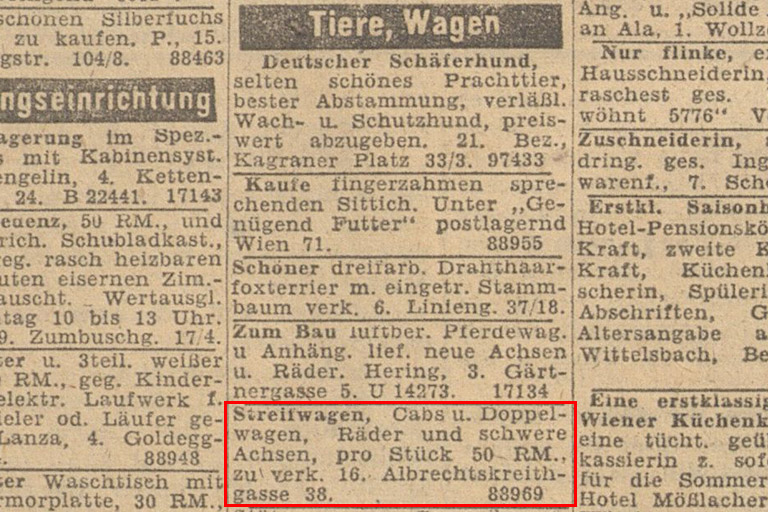 schönen Silberfuchs
zu kaufen. P., 15.
gstr. 104/8. 88463
ngseinrichtung
agerung im Spez.-
s mit Kabinensyst.
engelin, 4. Ketten-
24. B 22441. 17143
50 RM., und
rich. Schubladkast.,
eg. rasch heizbaren
uten eisernen Zim.-
auscht. Wertausgl.
tag 10 bis 13 Uhr.
9. Zumbuschg. 17/4.
er u. 3teil. weißer
RM., geg. Kinder-
elektr. Laufwerk f.
ieler od. Läufer ge-
Lanza, 4. Goldegg-
88948
er Waschtisch mit
rmorplatte, 30 RM.,
Tiere, Wagen
Deutscher Schäferhund,
selten schönes Prachttier,
bester Abstammung, verläßl.
Wach- u. Schutzhund, preis-
wert abzugeben. 21. Bez.,
Kagraner Platz 33/3. 97433
Kaufe fingerzahmen spre-
chenden Sittich. Unter „Ge-
nügend Futter“ postlagernd
Wien 71. 88955
Schöner dreifarb. Drahthaar-
foxterrier m. eingetr. Stamm-
baum verk. 6. Linieng. 37/18.
Zum Bau luftber. Pferdewag.
u Anhäng. lief. neue Achsen
u. Räder. Hering, 3. Gärt-
nergasse 5. U 14273. 17134
Streifwagen, Cabs u. Doppel-
wagen, Räder und schwere
Achsen, pro Stück 50 RM.,
zu verk. 16. Albrechtskreith-
gasse 38. 88969
Ang. u. „Solide
an Ala, 1. Wollz
Nur flinke, e
Hausschneiderin,
raschest ges.
wöhnt 5776“ V
Zuschneiderin,
dring. ges. Ing
warenf., 7. Sch
Erstkl. Saisonh
Hotel-Pensionskö
Kraft, zweite K
Kraft, Küchen
scherin, Spüleri
Abschriften, G
Altersangabe a
Wittelsbach, Be
Eine erstklassig
Wiener Küchenk
eine tücht. geü
kassierin z. sof
für die Sommer
Hotel Mößlacher